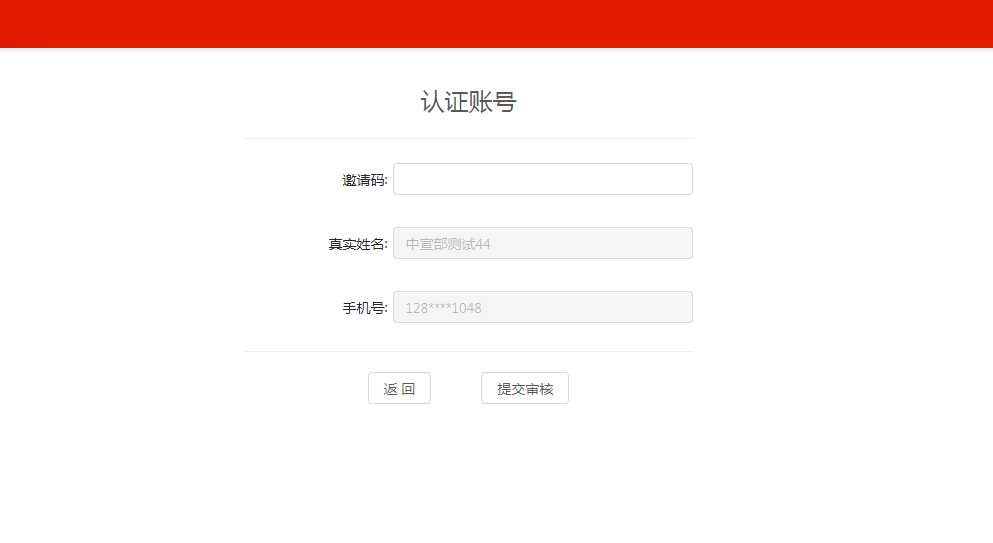 认证账号
邀请码:
真实姓名: 中宣部测试44
手机号: 128****1048
返 回 提交审核